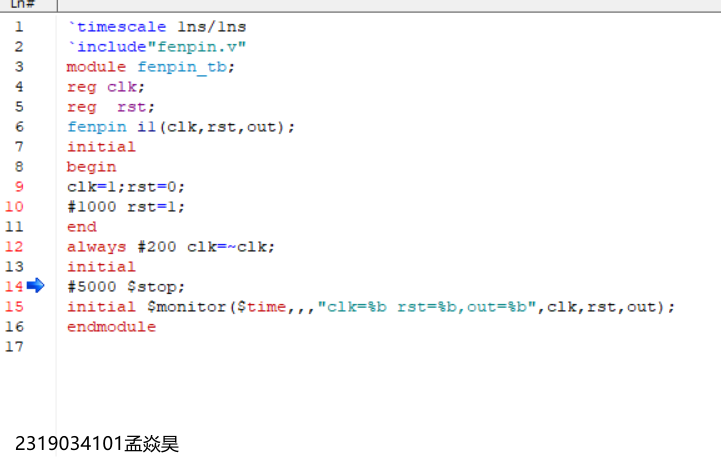 Ln#
1 `timescale 1ns/1ns
2 `include"fenpin.v"
3 module fenpin_tb;
4 reg clk;
5 reg  rst;
6 fenpin i1(clk,rst,out);
7 initial
8 begin
9 clk=1;rst=0;
10 #1000 rst=1;
11 end
12 always #200 clk=~clk;
13 initial
14 #5000 $stop;
15 initial $monitor($time,,,"clk=%b rst=%b,out=%b",clk,rst,out);
16 endmodule
17
2319034101孟焱昊